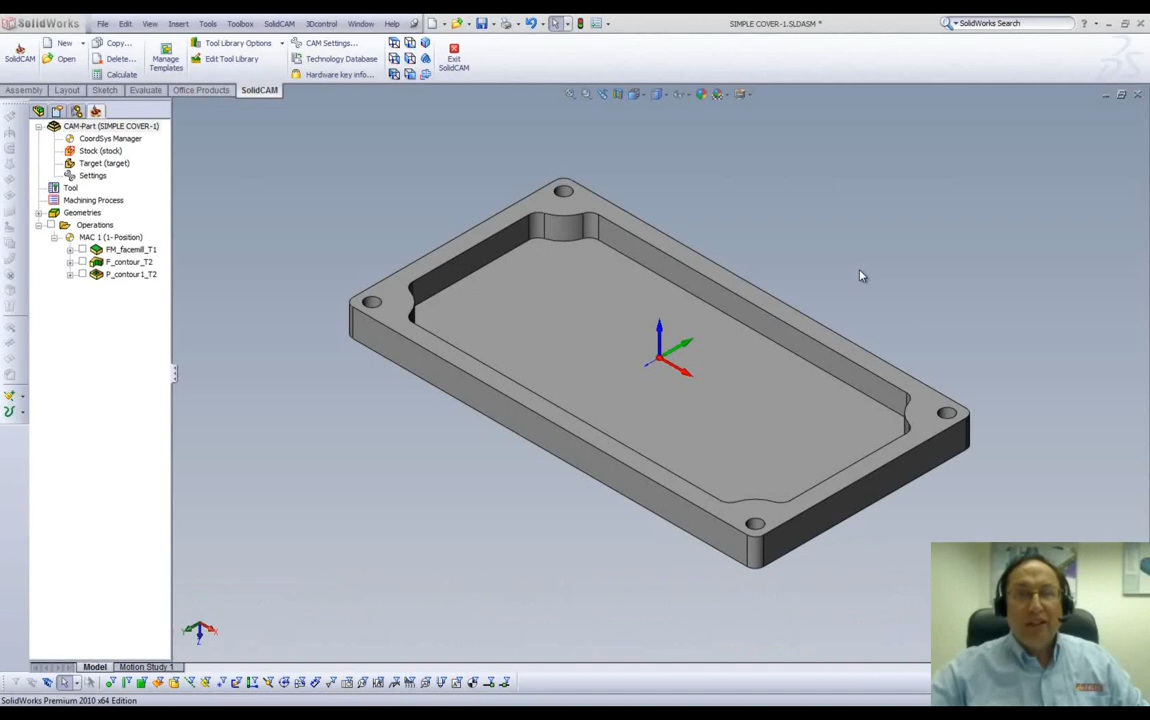 SolidWorks File Edit View Insert Tools Toolbox SolidCAM 3Dcontrol Window Help SIMPLE COVER-1.SLDASM * SolidWorks Search
SolidCAM New Open Copy... Delete... Calculate Manage Templates Tool Library Options Edit Tool Library CAM Settings... Technology Database Hardware key info... Exit SolidCAM
Assembly Layout Sketch Evaluate Office Products SolidCAM
CAM-Part (SIMPLE COVER-1)
CoordSys Manager
Stock (stock)
Target (target)
Settings
Tool
Machining Process
Geometries
Operations
MAC 1 (1- Position)
FM_facemill_T1
F_contour_T2
P_contour1_T2
Y X
Z
Model Motion Study 1
SolidWorks Premium 2010 x64 Edition